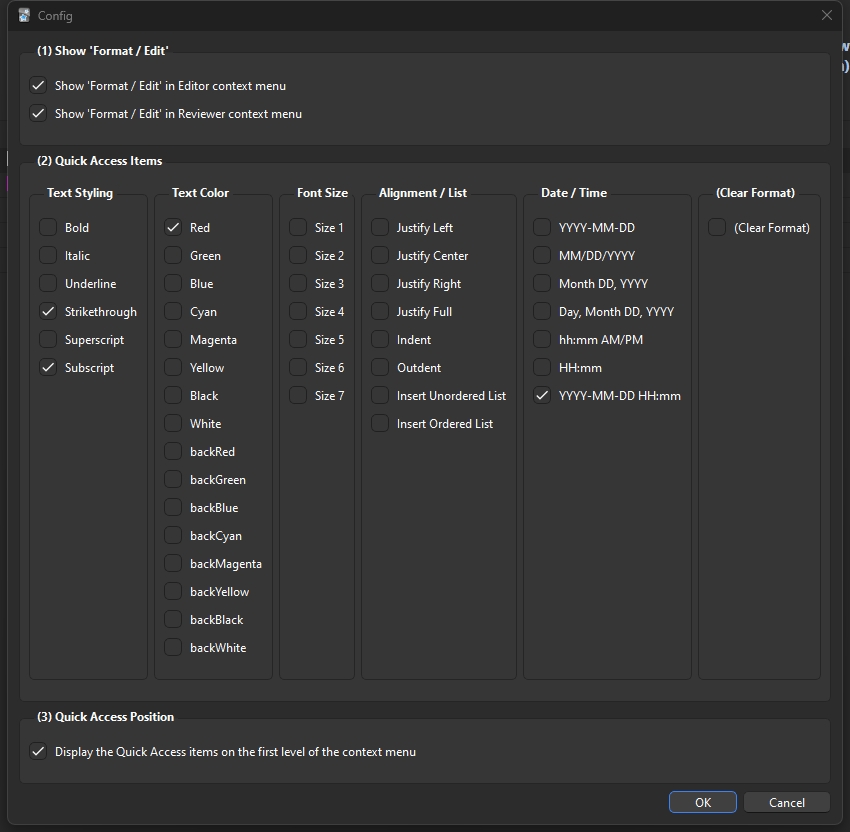 Config
(1) Show 'Format / Edit'
Show 'Format / Edit' in Editor context menu
Show 'Format / Edit' in Reviewer context menu
(2) Quick Access Items
Text Styling
Bold
Italic
Underline
Strikethrough
Superscript
Subscript
Text Color
Red
Green
Blue
Cyan
Magenta
Yellow
Black
White
backRed
backGreen
backBlue
backCyan
backMagenta
backYellow
backBlack
backWhite
Font Size
Size 1
Size 2
Size 3
Size 4
Size 5
Size 6
Size 7
Alignment / List
Justify Left
Justify Center
Justify Right
Justify Full
Indent
Outdent
Insert Unordered List
Insert Ordered List
Date / Time
YYYY-MM-DD
MM/DD/YYYY
Month DD, YYYY
Day, Month DD, YYYY
hh:mm AM/PM
HH:mm
YYYY-MM-DD HH:mm
(Clear Format)
(Clear Format)
(3) Quick Access Position
Display the Quick Access items on the first level of the context menu
OK
Cancel